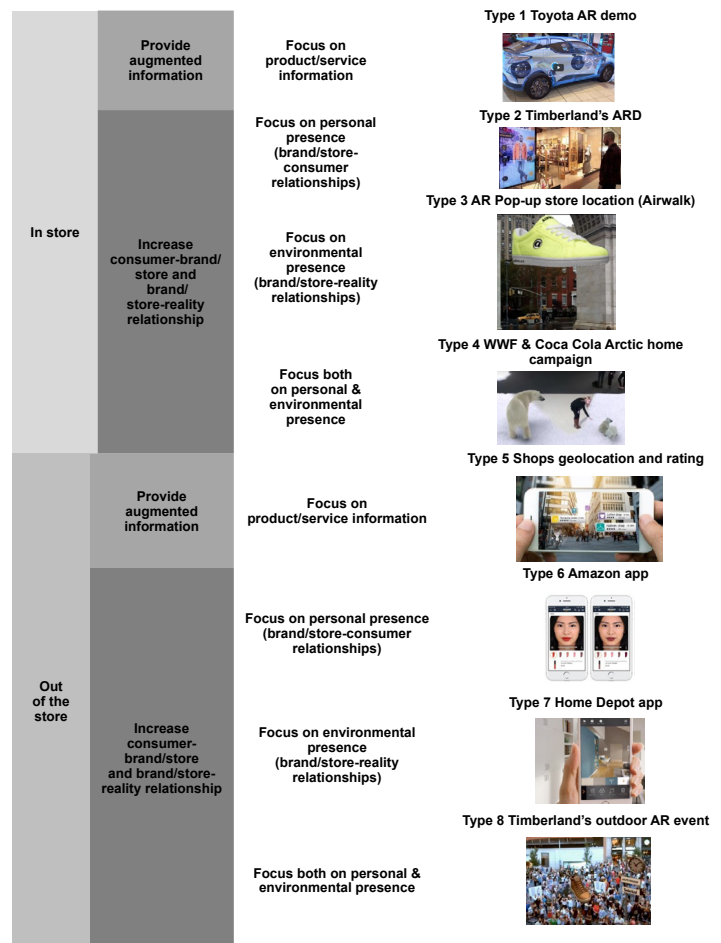 In store
Provide
augmented
information
Focus on
product/service
information
Type 1 Toyota AR demo
Increase
consumer-brand/
store and
brand/
store-reality
relationship
Focus on personal
presence
(brand/store-
consumer
relationships)
Type 2 Timberland's ARD
Focus on
environmental
presence
(brand/store-reality
relationships)
Type 3 AR Pop-up store location (Airwalk)
Focus both
on personal &
environmental
presence
Type 4 WWF & Coca Cola Arctic home
campaign
Out
of the
store
Provide
augmented
information
Focus on
product/service information
Type 5 Shops geolocation and rating
Increase
consumer-
brand/store
and brand/store-
reality relationship
Focus on personal presence
(brand/store-consumer
relationships)
Type 6 Amazon app
Focus on environmental
presence
(brand/store-reality
relationships)
Type 7 Home Depot app
Focus both on personal &
environmental presence
Type 8 Timberland's outdoor AR event